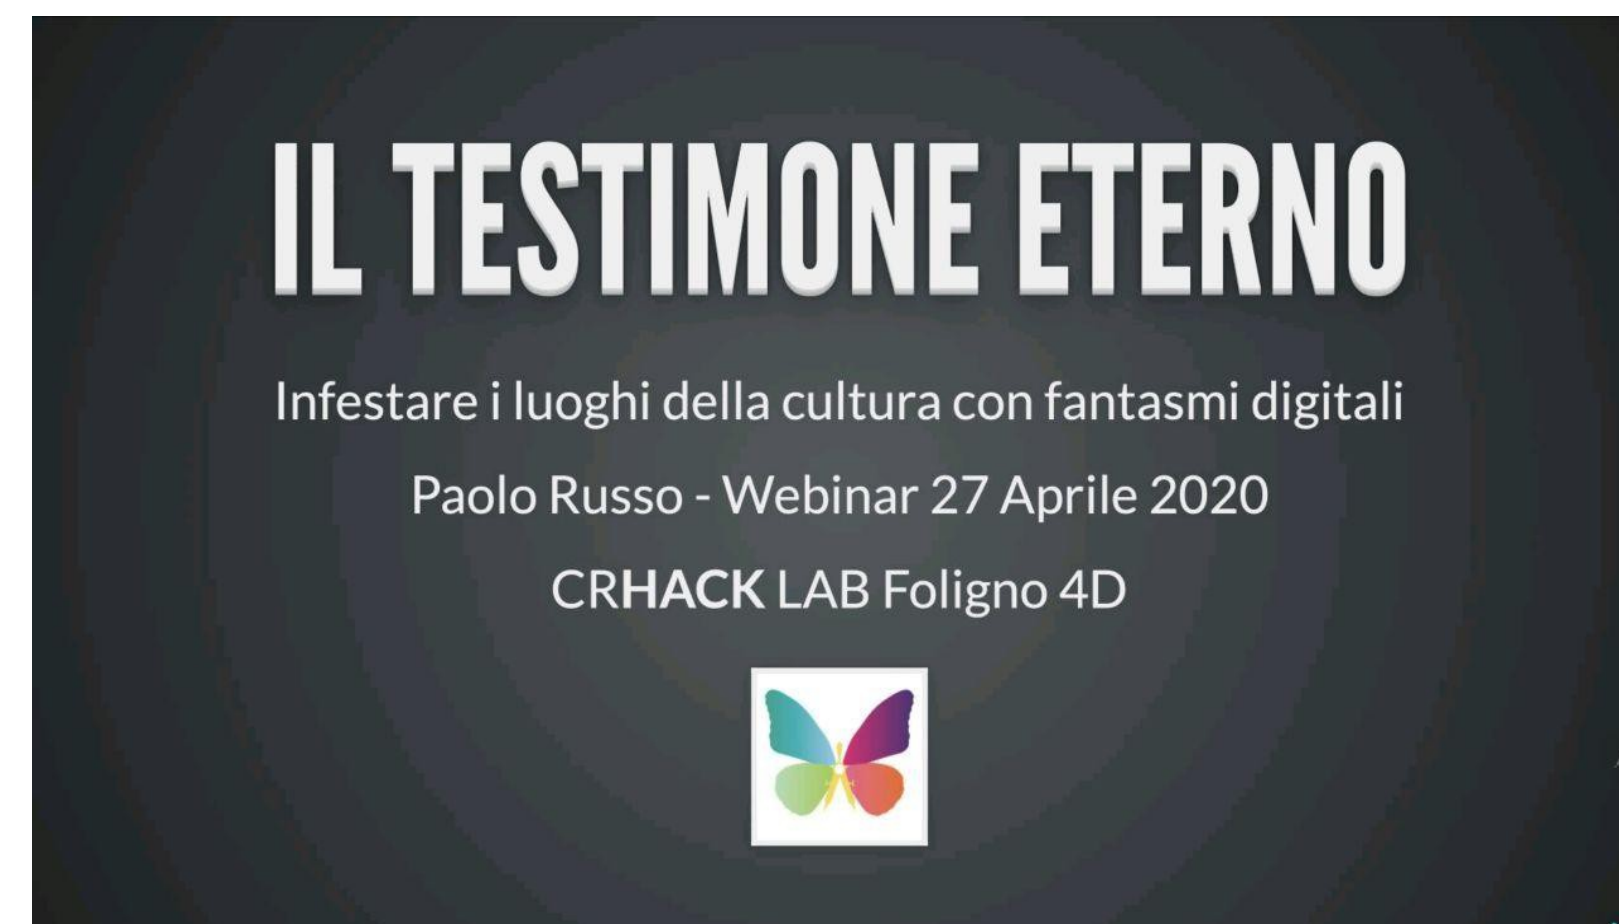 IL TESTIMONE ETERNO
Infestare i luoghi della cultura con fantasmi digitali
Paolo Russo - Webinar 27 Aprile 2020
CRHACK LAB Foligno 4D